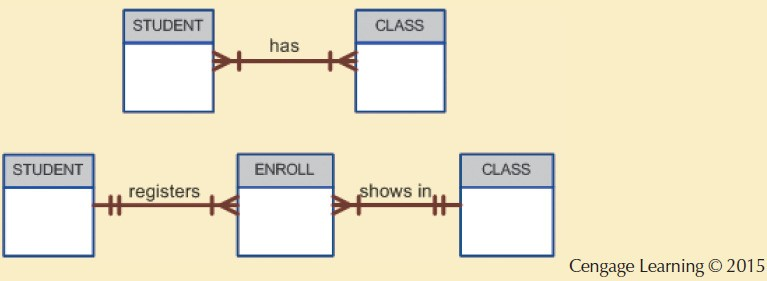 STUDENT
CLASS
has
STUDENT
registers
ENROLL
shows in
CLASS
Cengage Learning © 2015